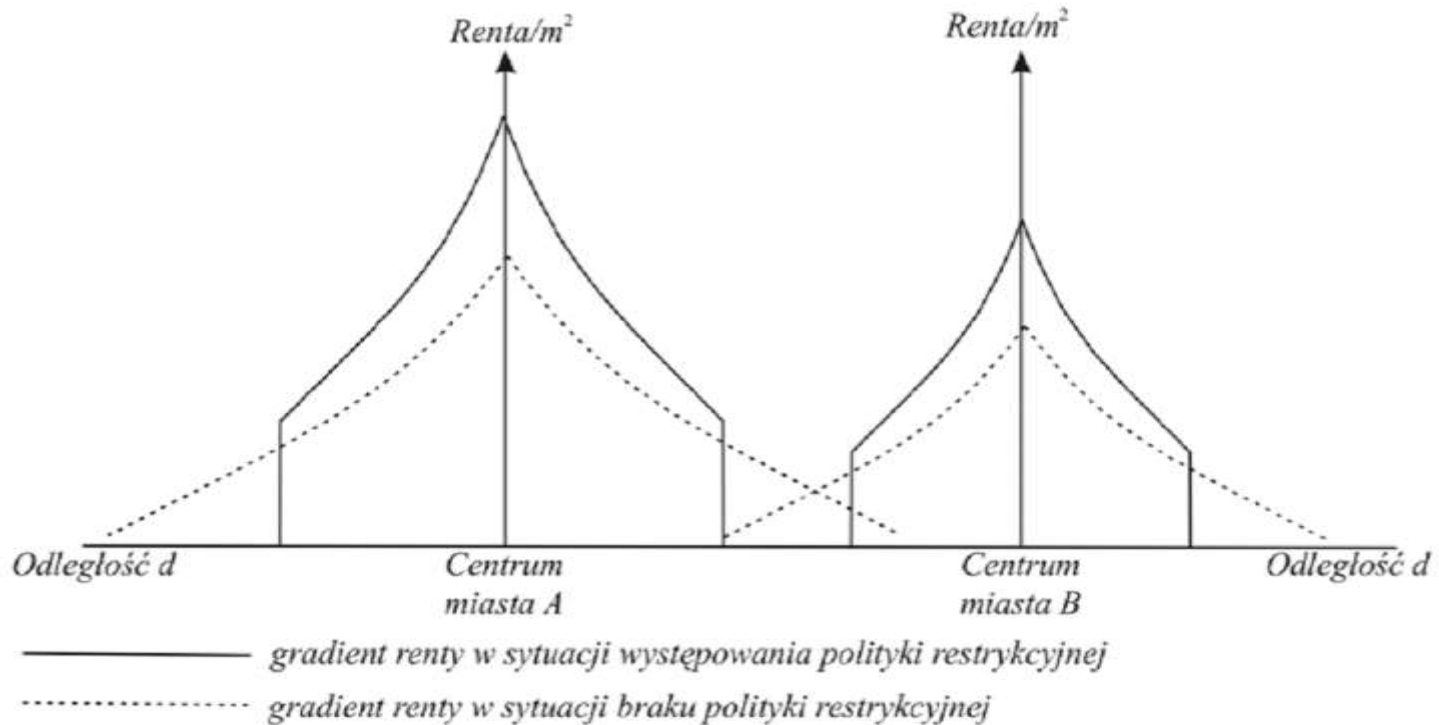 Renta/m²
Renta/m²
Odległość d
Centrum
miasta A
Centrum
miasta B
Odległość d
gradient renty w sytuacji występowania polityki restrykcyjnej
gradient renty w sytuacji braku polityki restrykcyjnej